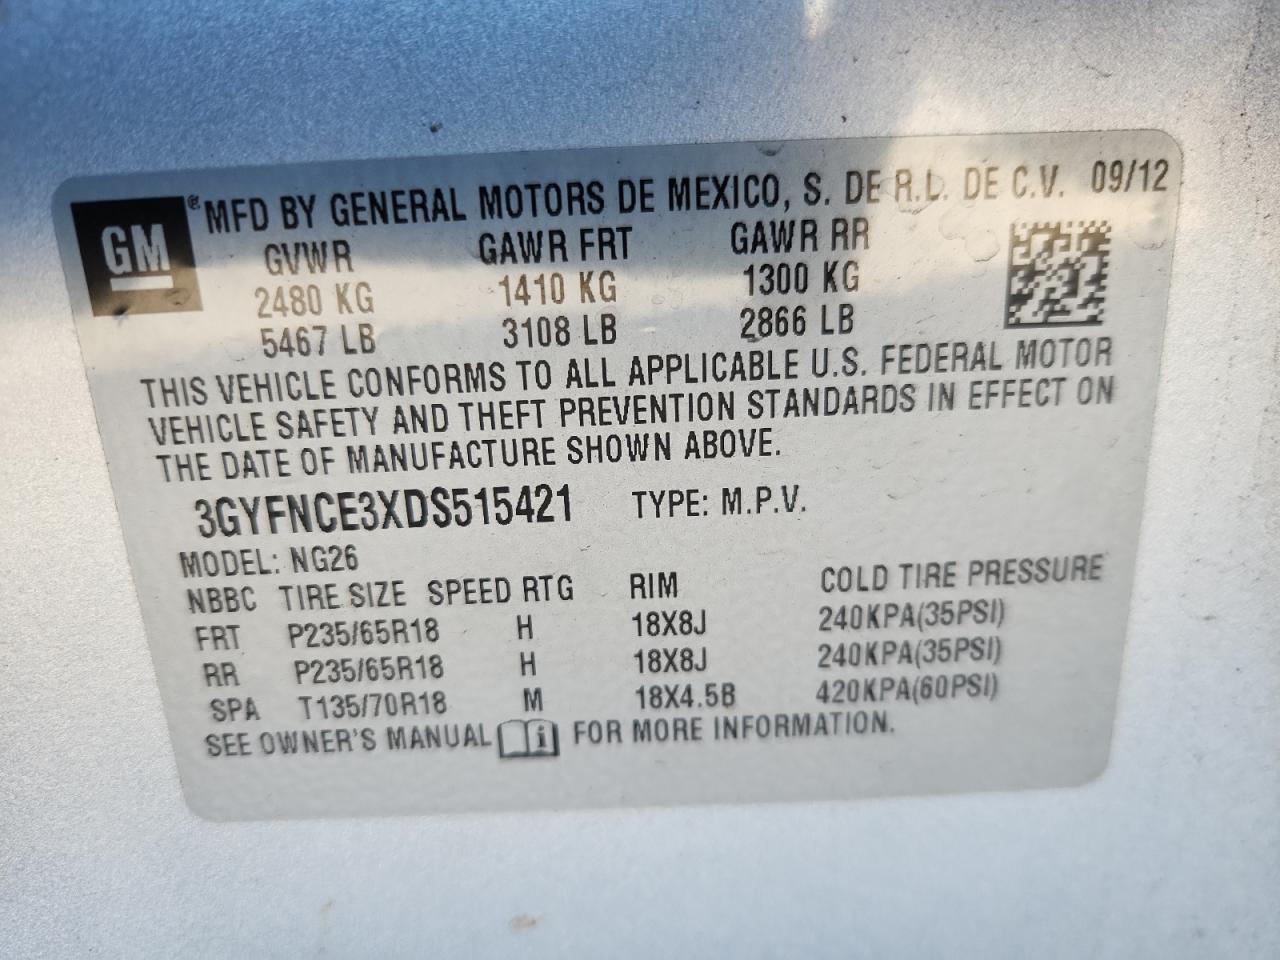 GM ® MFD BY GENERAL MOTORS DE MEXICO, S. DE R.L. DE C.V. 09/12
GVWR GAWR FRT GAWR RR
2480 KG 1410 KG 1300 KG
5467 LB 3108 LB 2866 LB
THIS VEHICLE CONFORMS TO ALL APPLICABLE U.S. FEDERAL MOTOR
VEHICLE SAFETY AND THEFT PREVENTION STANDARDS IN EFFECT ON
THE DATE OF MANUFACTURE SHOWN ABOVE.
3GYFNCE3XDS515421 TYPE: M.P.V.
MODEL: NG26
NBBC TIRE SIZE SPEED RTG RIM COLD TIRE PRESSURE
FRT P235/65R18 H 18X8J 240KPA(35PSI)
RR P235/65R18 H 18X8J 240KPA(35PSI)
SPA T135/70R18 M 18X4.5B 420KPA(60PSI)
SEE OWNER'S MANUAL i FOR MORE INFORMATION.